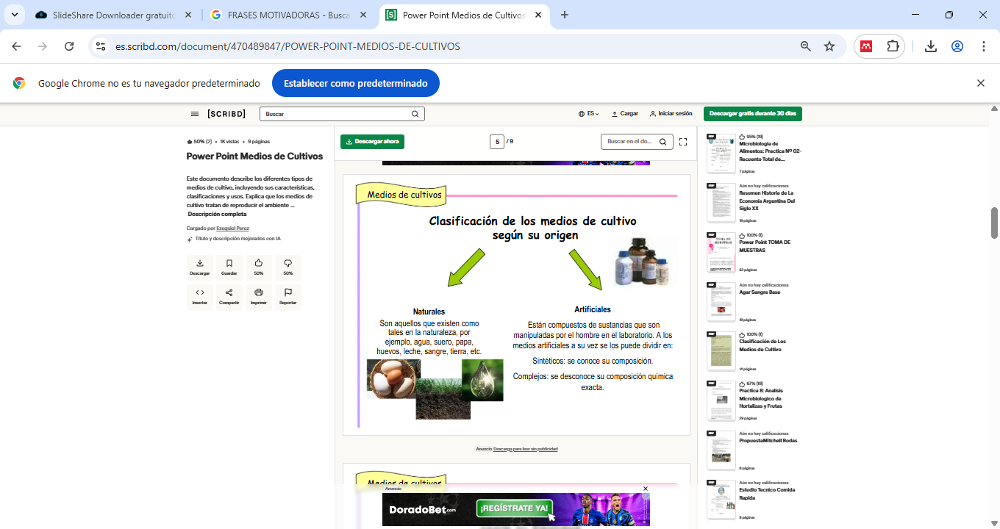 SlideShare Downloader gratuito
FRASES MOTIVADORAS - Busca
Power Point Medios de Cultivos
es.scribd.com/document/470489847/POWER-POINT-MEDIOS-DE-CULTIVOS
Google Chrome no es tu navegador predeterminado
Establecer como predeterminado
[SCRIBD]
Buscar
ES
Cargar
Iniciar sesión
Descargar gratis durante 30 días
50% (2) • 1K vistas • 9 páginas
Power Point Medios de Cultivos
Este documento describe los diferentes tipos de
medios de cultivo, incluyendo sus características,
clasificaciones y usos. Explica que los medios de
cultivo tratan de reproducir el ambiente ...
Descripción completa
Cargado por Ezequiel Perez
Título y descripción mejorados con IA
Descargar
Guardar
50%
50%
Insertar
Compartir
Imprimir
Reportar
Descargar ahora
5 / 9
Buscar en el do...
Medios de cultivos
Clasificación de los medios de cultivo
según su origen
Naturales
Son aquellos que existen como
tales en la naturaleza, por
ejemplo, agua, suero, papa,
huevos, leche, sangre, tierra, etc.
Artificiales
Están compuestos de sustancias que son
manipuladas por el hombre en el laboratorio. A los
medios artificiales a su vez se los puede dividir en:
Sintéticos: se conoce su composición.
Complejos: se desconoce su composición química
exacta.
Anuncio Descarga para leer sin publicidad
Medios de cultivos
Anuncio
DoradoBet.com
¡REGÍSTRATE YA!
95% (19)
Microbiologia de
Alimentos: Practica Nº 02-
Recuento Total de...
7 páginas
Aún no hay calificaciones
Resumen Historia de La
Economía Argentina Del
Siglo XX
19 páginas
TOMA DE
MUESTRAS
100% (1)
Power Point TOMA DE
MUESTRAS
63 páginas
Aún no hay calificaciones
Agar Sangre Base
18 páginas
100% (1)
Clasificación de Los
Medios de Cultivo
14 páginas
67% (18)
Practica 8: Analisis
Microbiologico de
Hortalizas y Frutas
29 páginas
Aún no hay calificaciones
PropuestaMitchell Bodas
8 páginas
Aún no hay calificaciones
Estudio Tecnico Comida
Rapida
8 páginas